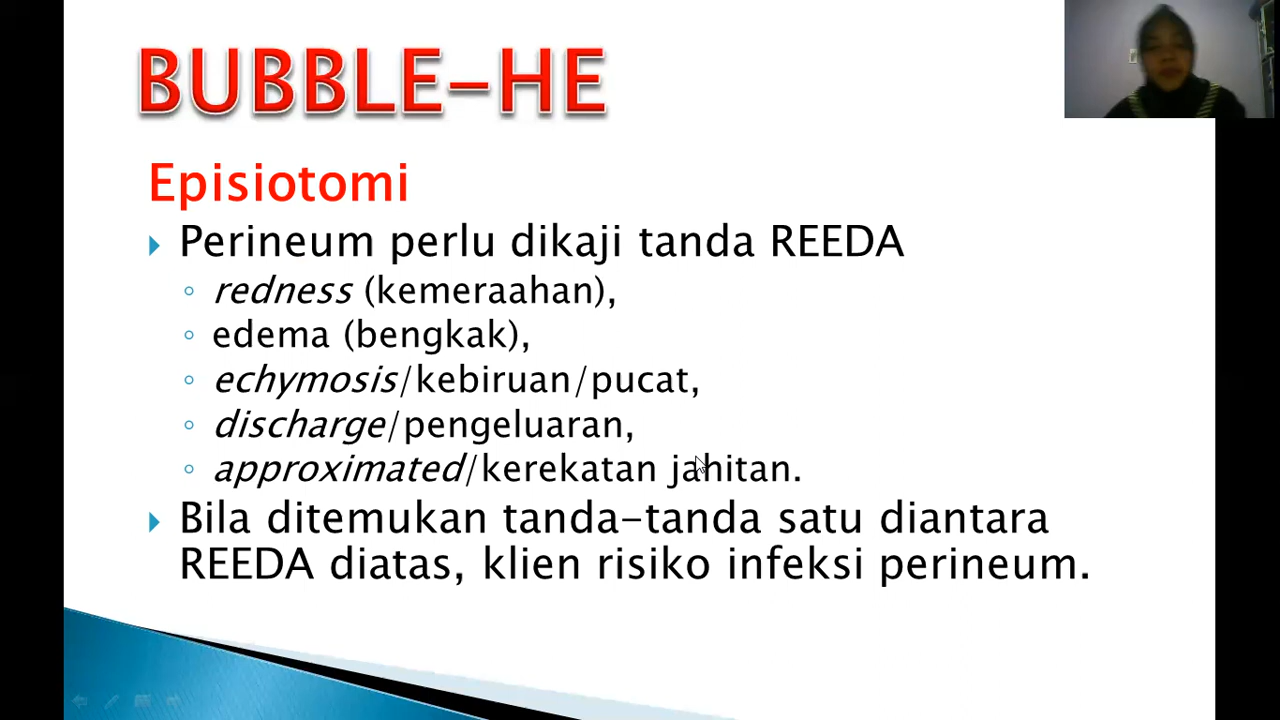 BUBBLE-HE
Episiotomi
Perineum perlu dikaji tanda REEDA
redness (kemeraahan),
edema (bengkak),
echymosis/kebiruan/pucat,
discharge/pengeluaran,
approximated/kerekatan jahitan.
Bila ditemukan tanda-tanda satu diantara
REEDA diatas, klien risiko infeksi perineum.